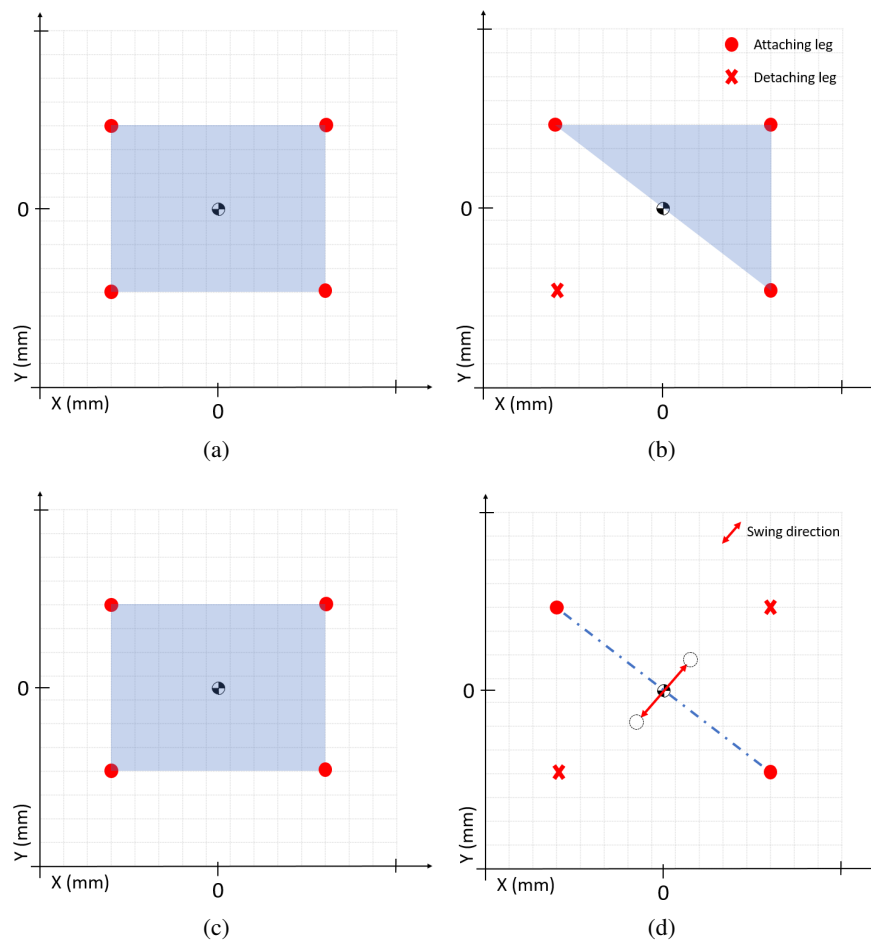 0
Y (mm)
X (mm)
0
(a)
Attaching leg
Detaching leg
0
Y (mm)
X (mm)
0
(b)
0
Y (mm)
X (mm)
0
(c)
Swing direction
0
Y (mm)
X (mm)
0
(d)